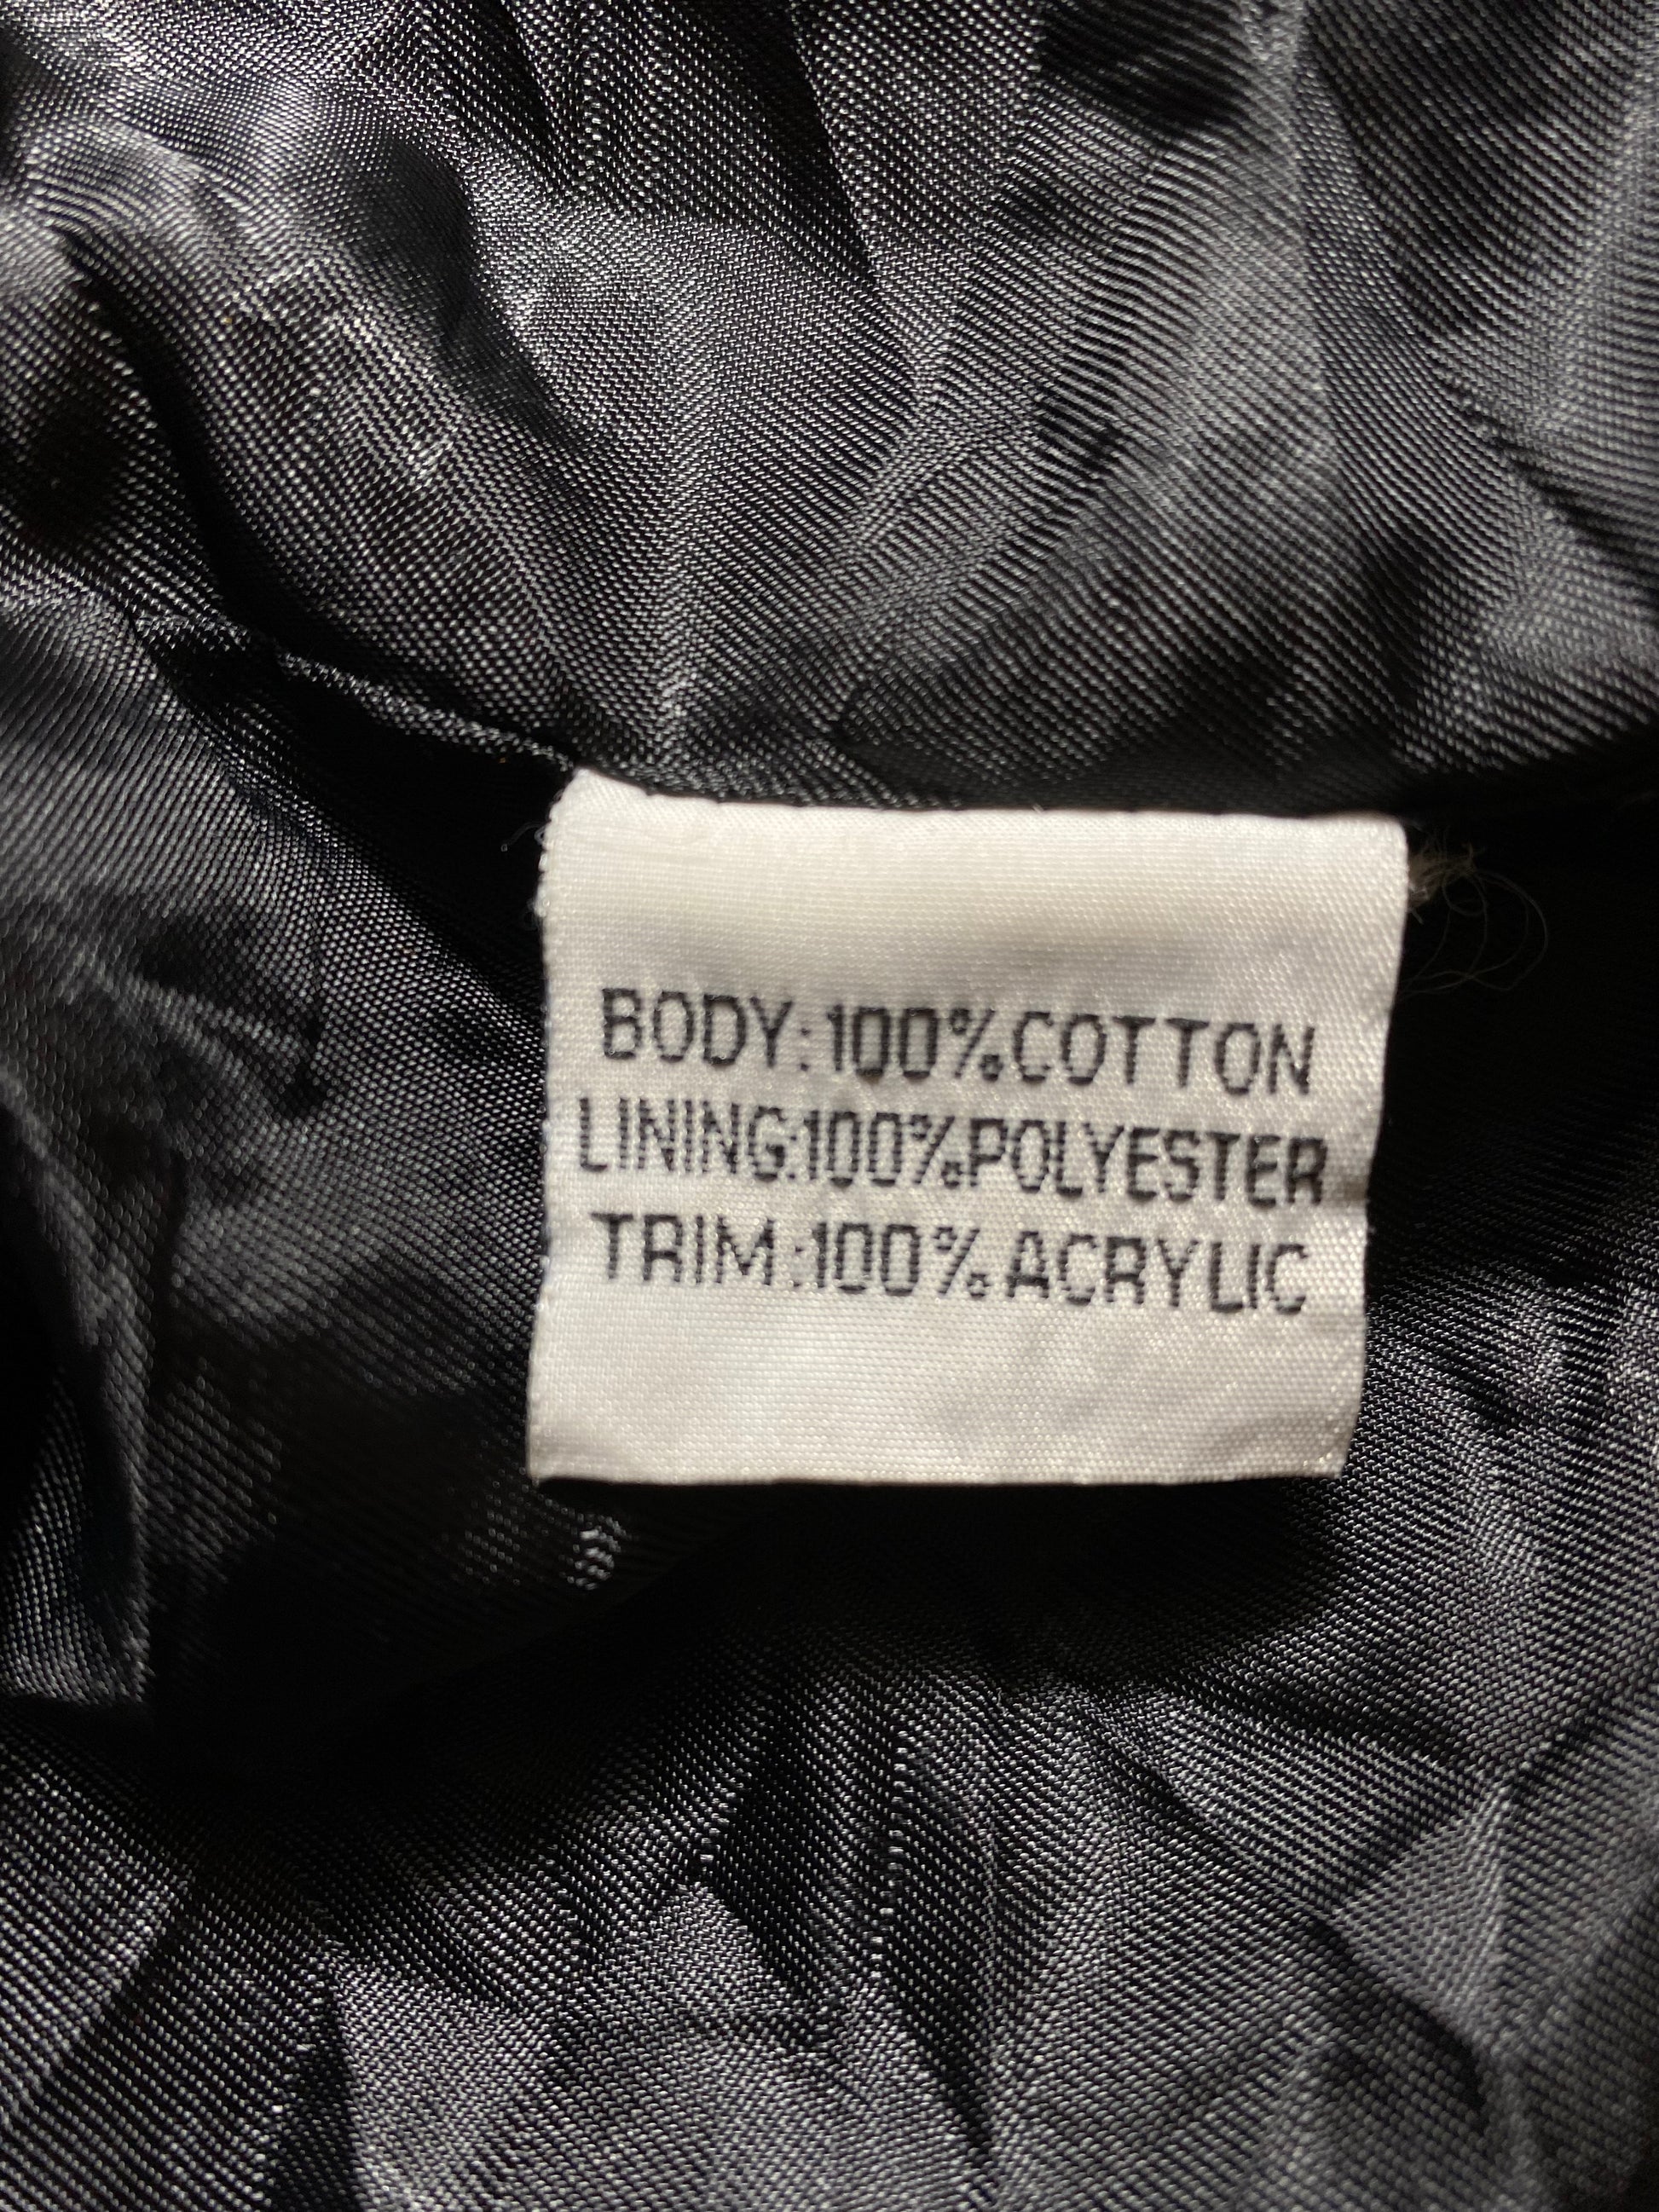 BODY:100%COTTON
LINING:100%POLYESTER
TRIM:100%ACRYLIC